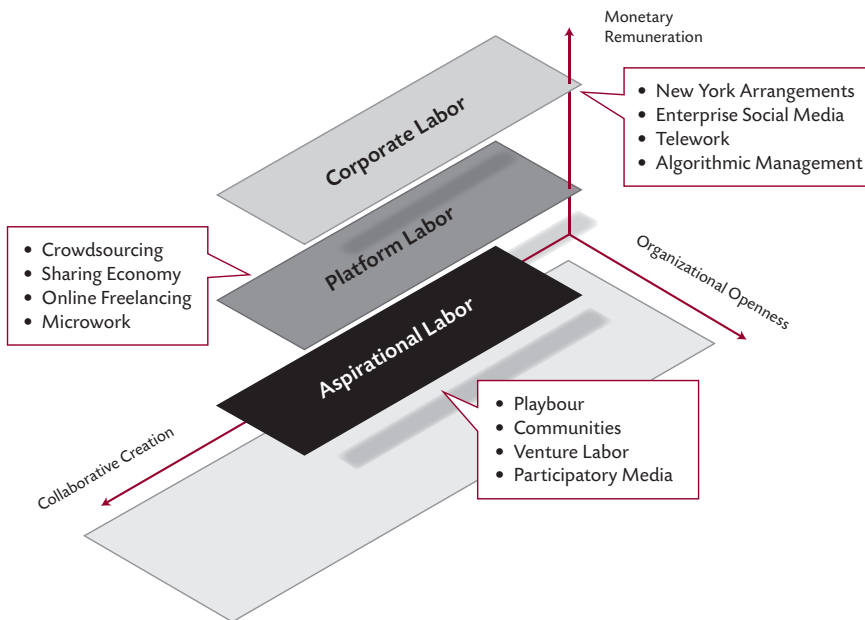 Monetary
Remuneration
• New York Arrangements
• Enterprise Social Media
• Telework
• Algorithmic Management
Corporate Labor
• Crowdsourcing
• Sharing Economy
• Online Freelancing
• Microwork
Platform Labor
Organizational Openness
Aspirational Labor
• Playbour
• Communities
• Venture Labor
• Participatory Media
Collaborative Creation